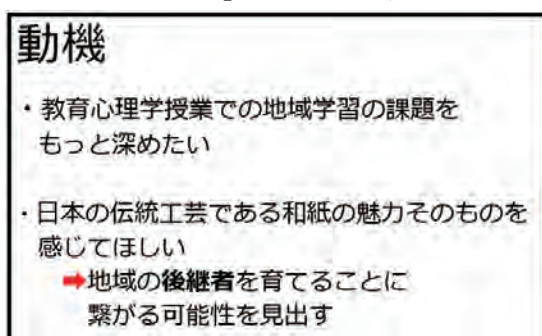 動機
・教育心理学授業での地域学習の課題を
もっと深めたい
・日本の伝統工芸である和紙の魅力そのものを
感じてほしい
➡地域の後継者を育てることに
繋がる可能性を見出す